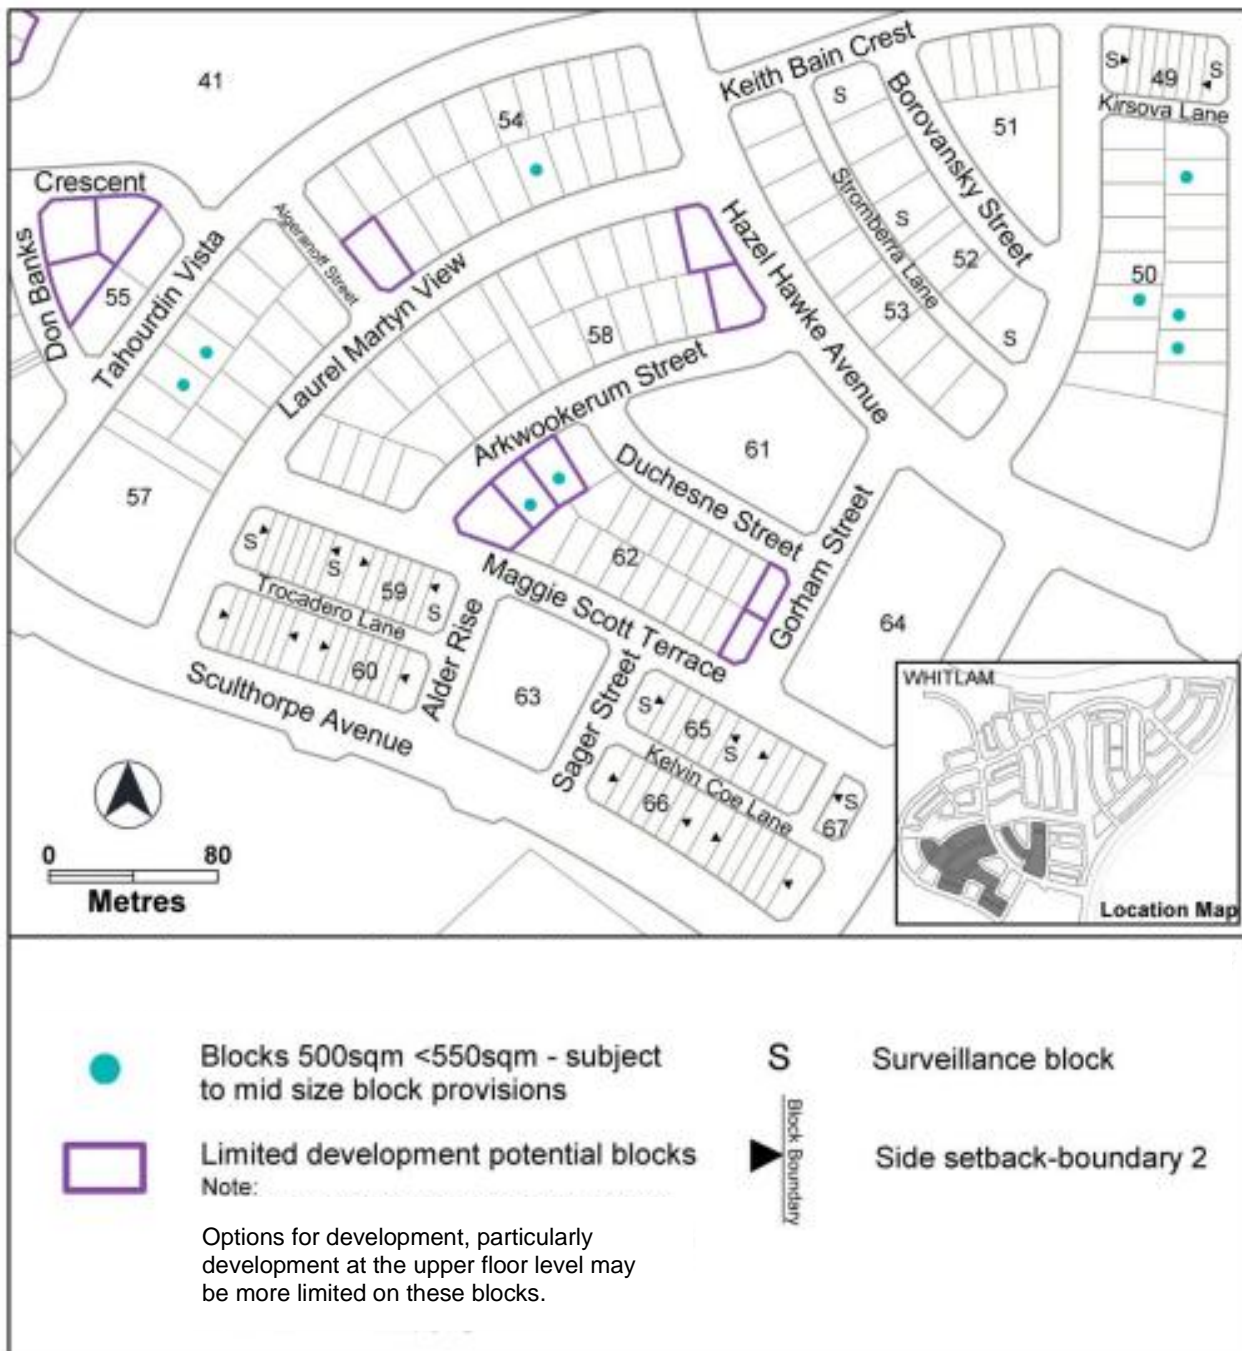 41
54
Keith Bain Crest
Borovansky Street
51
S
S
49
Kirsova Lane
Crescent
Don Banks
55
Tahourdin Vista
Algeranoff Street
Laurel Martyn View
58
Hazel Hawke Avenue
S
S
Stromberra Lane
52
53
S
50
57
Arkwookerum Street
61
Duchesne Street
62
Maggie Scott Terrace
Gorham Street
64
S
S
59
S
Trocadero Lane
60
Alder Rise
Sculthorpe Avenue
63
Sager Street
S
65
S
Kelvin Coe Lane
66
S
67
0 80
Metres
WHITLAM
Location Map
Blocks 500sqm <550sqm - subject
to mid size block provisions
Limited development potential blocks
Note:
Options for development, particularly
development at the upper floor level may
be more limited on these blocks.
S
Surveillance block
Block Boundary
Side setback-boundary 2